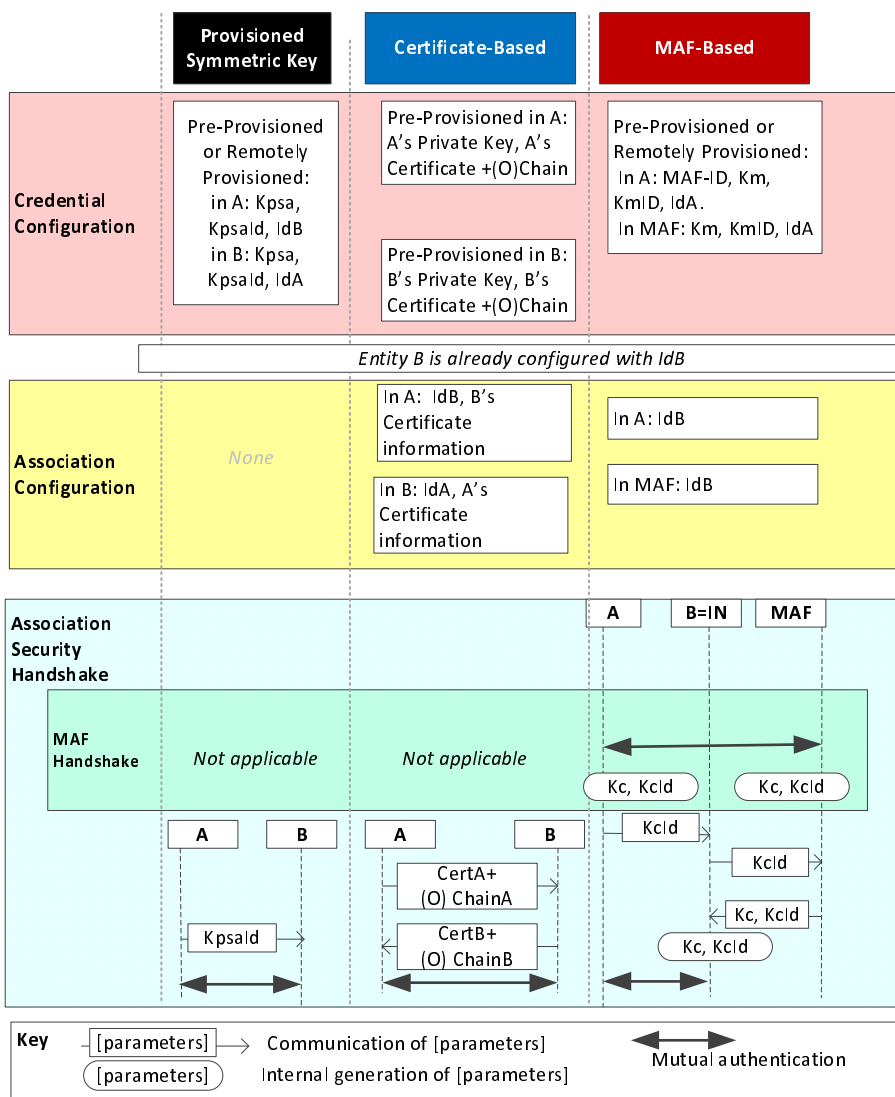 Provisioned
Symmetric Key
Certificate-Based
MAF-Based
Credential
Configuration
Pre-Provisioned
or Remotely
Provisioned:
in A: Kpsa,
KpsaId, IdB
in B: Kpsa,
KpsaId, IdA
Pre-Provisioned in A:
A’s Private Key, A’s
Certificate +(O)Chain
Pre-Provisioned in B:
B’s Private Key, B’s
Certificate +(O)Chain
Pre-Provisioned or
Remotely Provisioned:
In A: MAF-ID, Km,
KmID, IdA.
In MAF: Km, KmID, IdA
Entity B is already configured with IdB
Association
Configuration
None
In A: IdB, B’s
Certificate
information
In B: IdA, A’s
Certificate
information
In A: IdB
In MAF: IdB
Association
Security
Handshake
A
B=IN
MAF
MAF
Handshake
Not applicable
Not applicable
Kc, KcId
Kc, KcId
A
B
A
B
KcId
KcId
CertA+
(O) ChainA
Kc, KcId
KpsaId
CertB+
(O) ChainB
Kc, KcId
Key
[parameters]
Communication of [parameters]
[parameters]
Internal generation of [parameters]
Mutual authentication